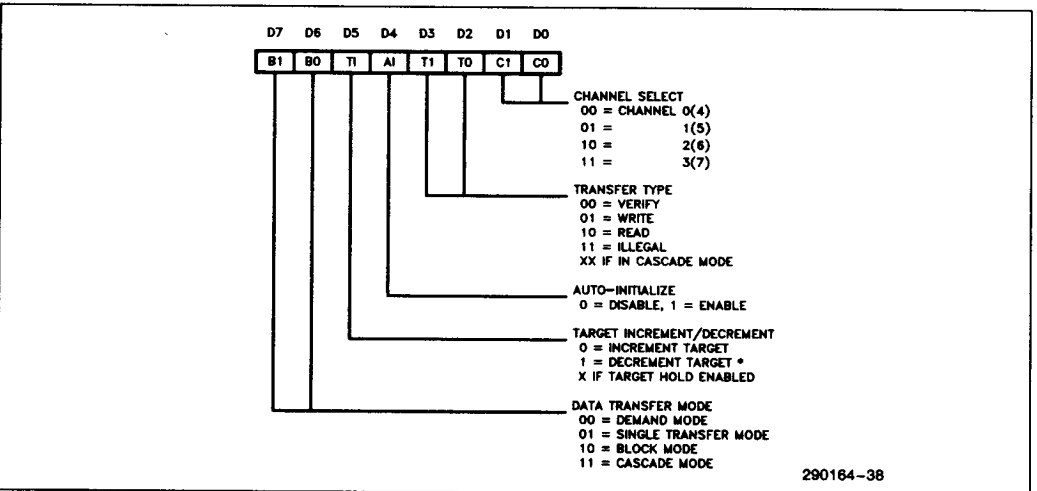 D7 D6 D5 D4 D3 D2 D1 D0
B1 B0 TI AI T1 T0 C1 C0
CHANNEL SELECT
00 = CHANNEL 0(4)
01 = 1(5)
10 = 2(6)
11 = 3(7)
TRANSFER TYPE
00 = VERIFY
01 = WRITE
10 = READ
11 = ILLEGAL
XX IF IN CASCADE MODE
AUTO-INITIALIZE
0 = DISABLE, 1 = ENABLE
TARGET INCREMENT/DECREMENT
0 = INCREMENT TARGET
1 = DECREMENT TARGET *
X IF TARGET HOLD ENABLED
DATA TRANSFER MODE
00 = DEMAND MODE
01 = SINGLE TRANSFER MODE
10 = BLOCK MODE
11 = CASCADE MODE
290164-38